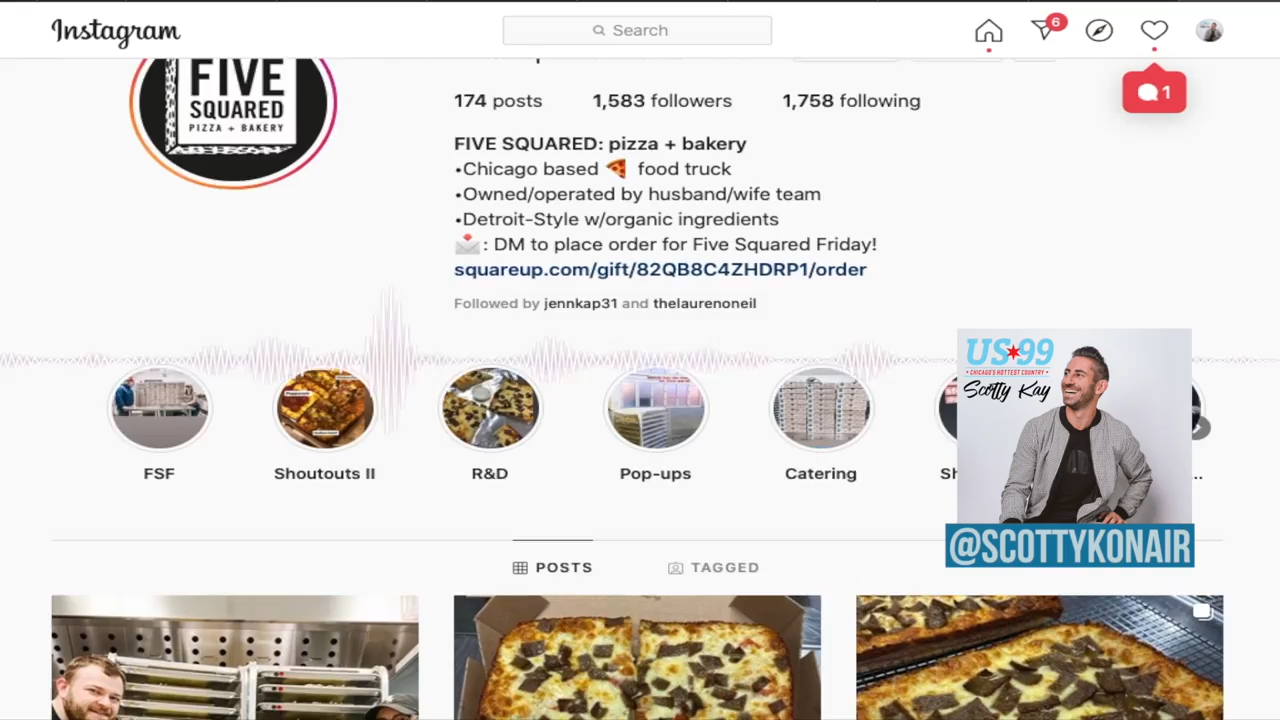 Instagram
Search
6
1
FIVE
SQUARED
PIZZA + BAKERY
174 posts 1,583 followers 1,758 following
FIVE SQUARED: pizza + bakery
•Chicago based 🍕 food truck
•Owned/operated by husband/wife team
•Detroit-Style w/organic ingredients
📩: DM to place order for Five Squared Friday!
squareup.com/gift/82QB8C4ZHDRP1/order
Followed by jennkap31 and thelaurenoneil
US★99
• CHICAGO'S HOTTEST COUNTRY •
Scotty Kay
FSF Shoutouts II R&D Pop-ups Catering Sh ...
@SCOTTYKONAIR
POSTS TAGGED